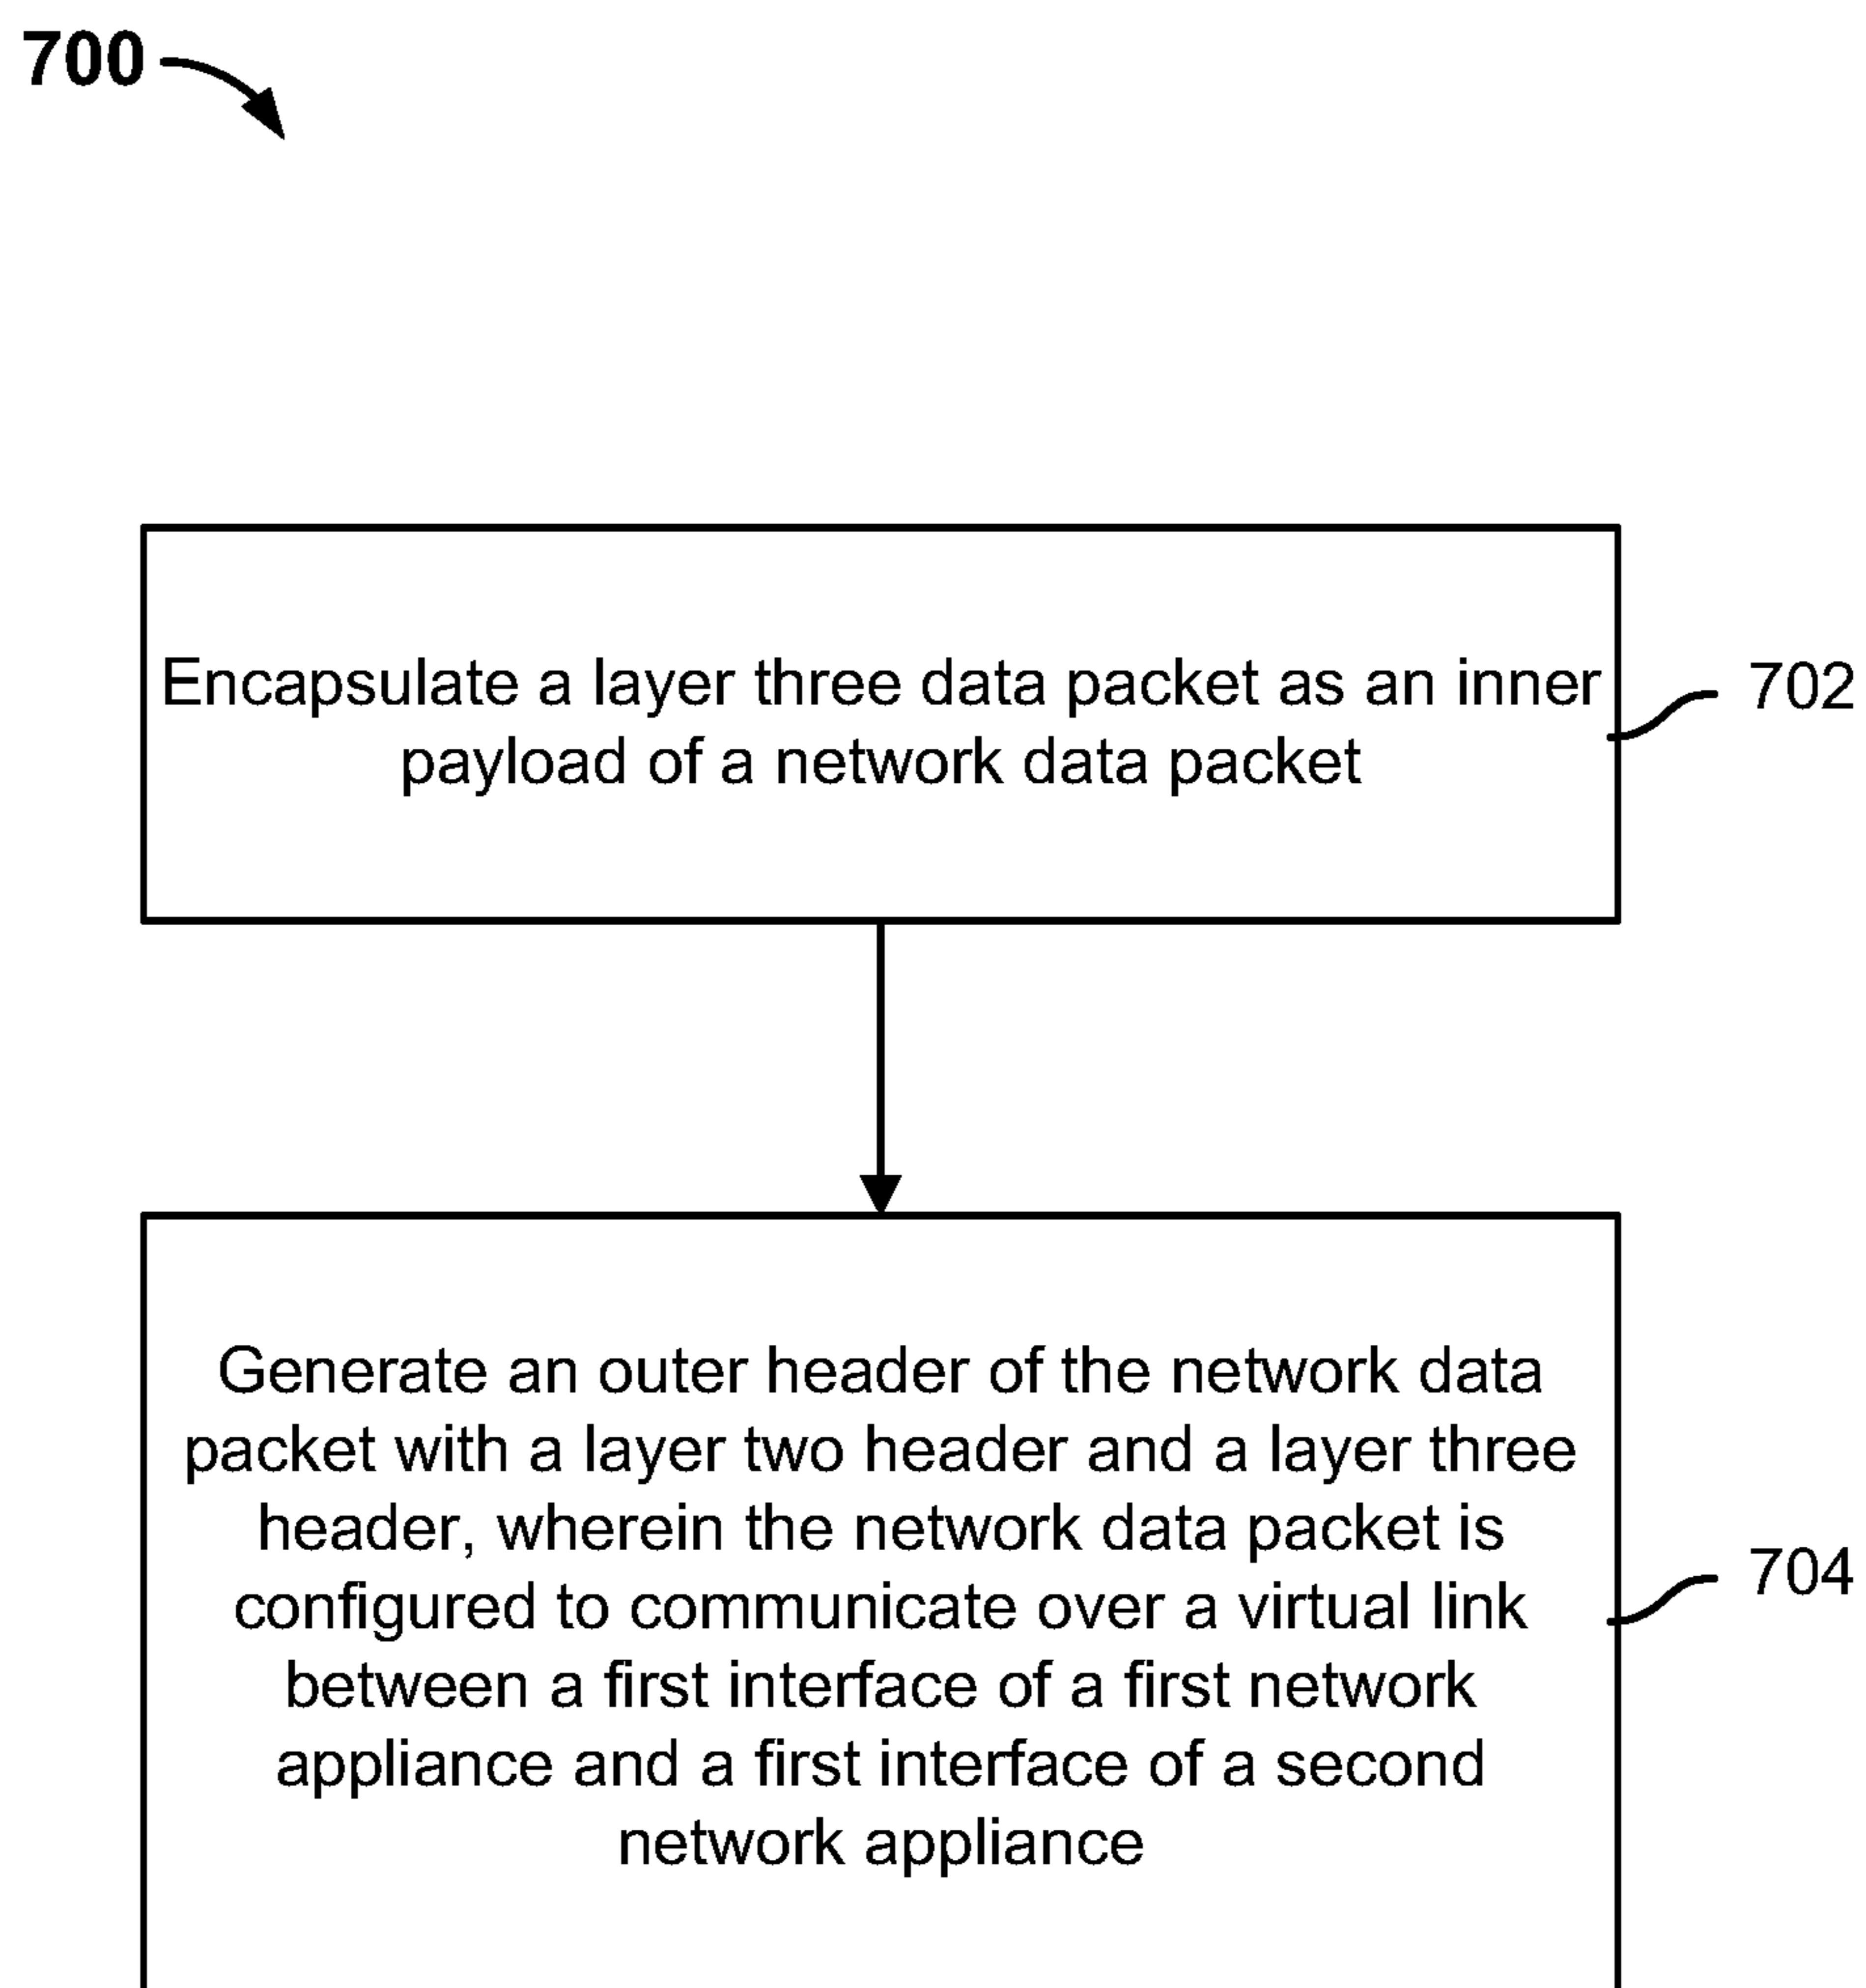 700
Encapsulate a layer three data packet as an inner
payload of a network data packet
702
Generate an outer header of the network data
packet with a layer two header and a layer three
header, wherein the network data packet is
configured to communicate over a virtual link
between a first interface of a first network
appliance and a first interface of a second
network appliance
704